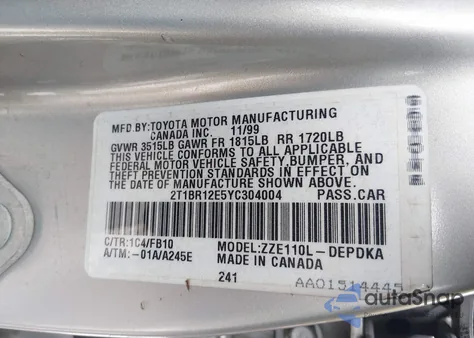 MFD.BY:TOYOTA MOTOR MANUFACTURING
CANADA INC. 11/99
GVWR 3515LB GAWR FR 1815LB RR 1720LB
THIS VEHICLE CONFORMS TO ALL APPLICABLE
FEDERAL MOTOR VEHICLE SAFETY,BUMPER, AND
THEFT PREVENTION STANDARDS IN EFFECT ON
THE DATE OF MANUFACTURE SHOWN ABOVE.
2T1BR12E5YC304004 PASS.CAR
C/TR:1C4/FB10 MODEL:ZZE110L-DEPDKA
A/TM:-01A/A245E MADE IN CANADA
241
AA01514445
autoSnap